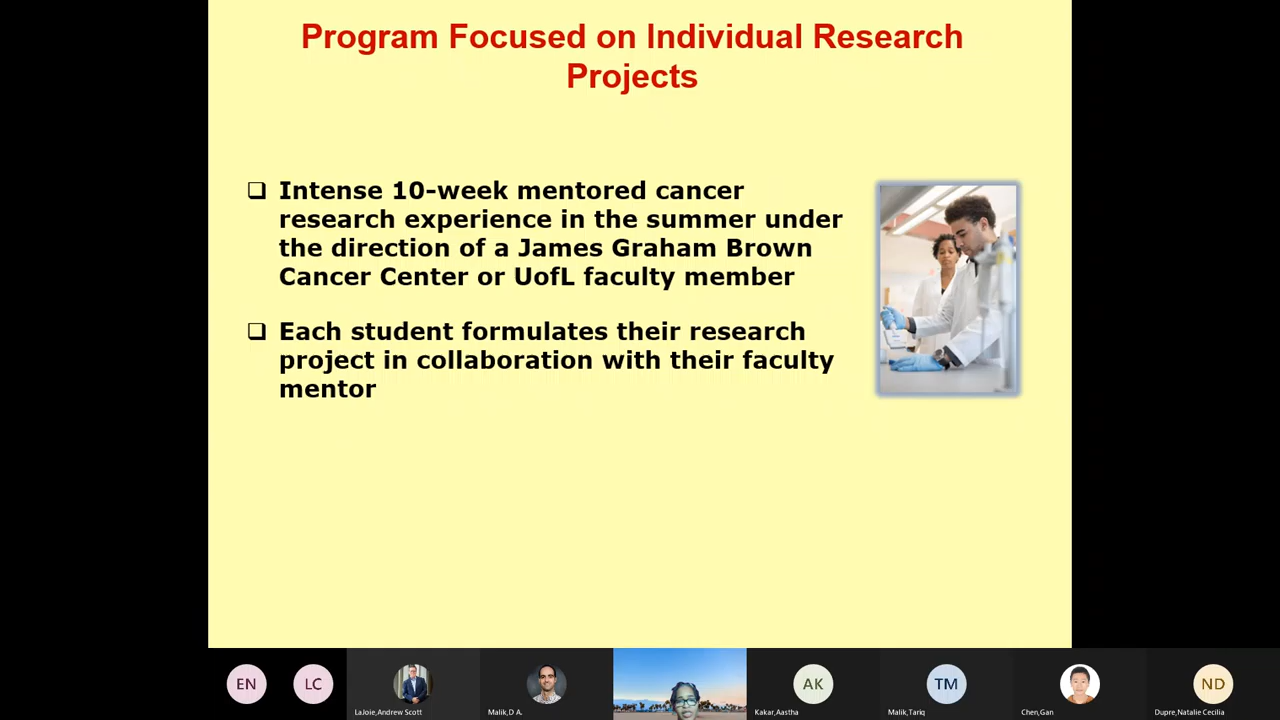 Program Focused on Individual Research
Projects
❑ Intense 10-week mentored cancer
research experience in the summer under
the direction of a James Graham Brown
Cancer Center or UofL faculty member
❑ Each student formulates their research
project in collaboration with their faculty
mentor
EN
LC
AK
TM
ND
LaJoie,Andrew Scott
Malik,D A.
Kakar,Aastha
Malik,Tariq
Chen,Gan
Dupre,Natalie Cecilia